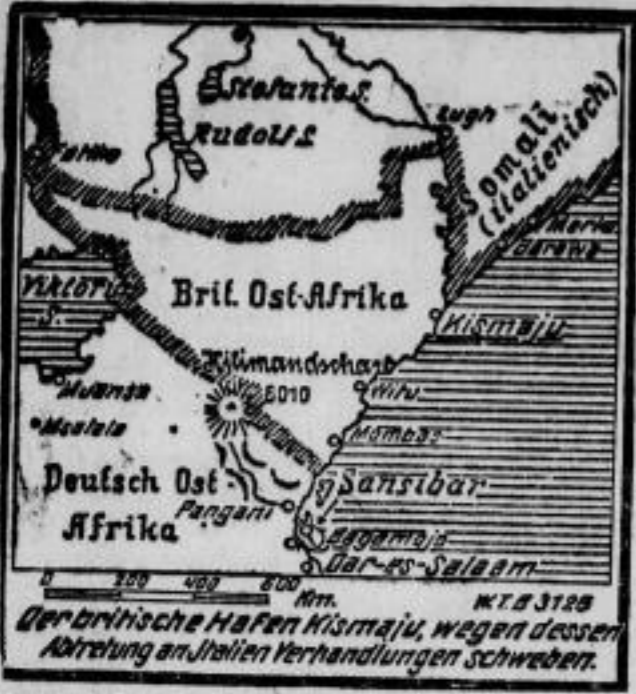 Stefanie S.
Rudolf S.
Lugh
Somali
(italienisch)
Merka
Barawa
Viktoria
S.
Brit. Ost-Afrika
Kismaju
Kilimandscharo
6010
Witu
Muansa
Msalala
Mombas
Deutsch Ost
Afrika
Sansibar
Pangani
Bagamojo
Dar-es-Salaam
0 200 400 600
Km.
W.T.B 3128
Der britische Hafen Kismaju, wegen dessen
Abtretung an Italien Verhandlungen schweben.